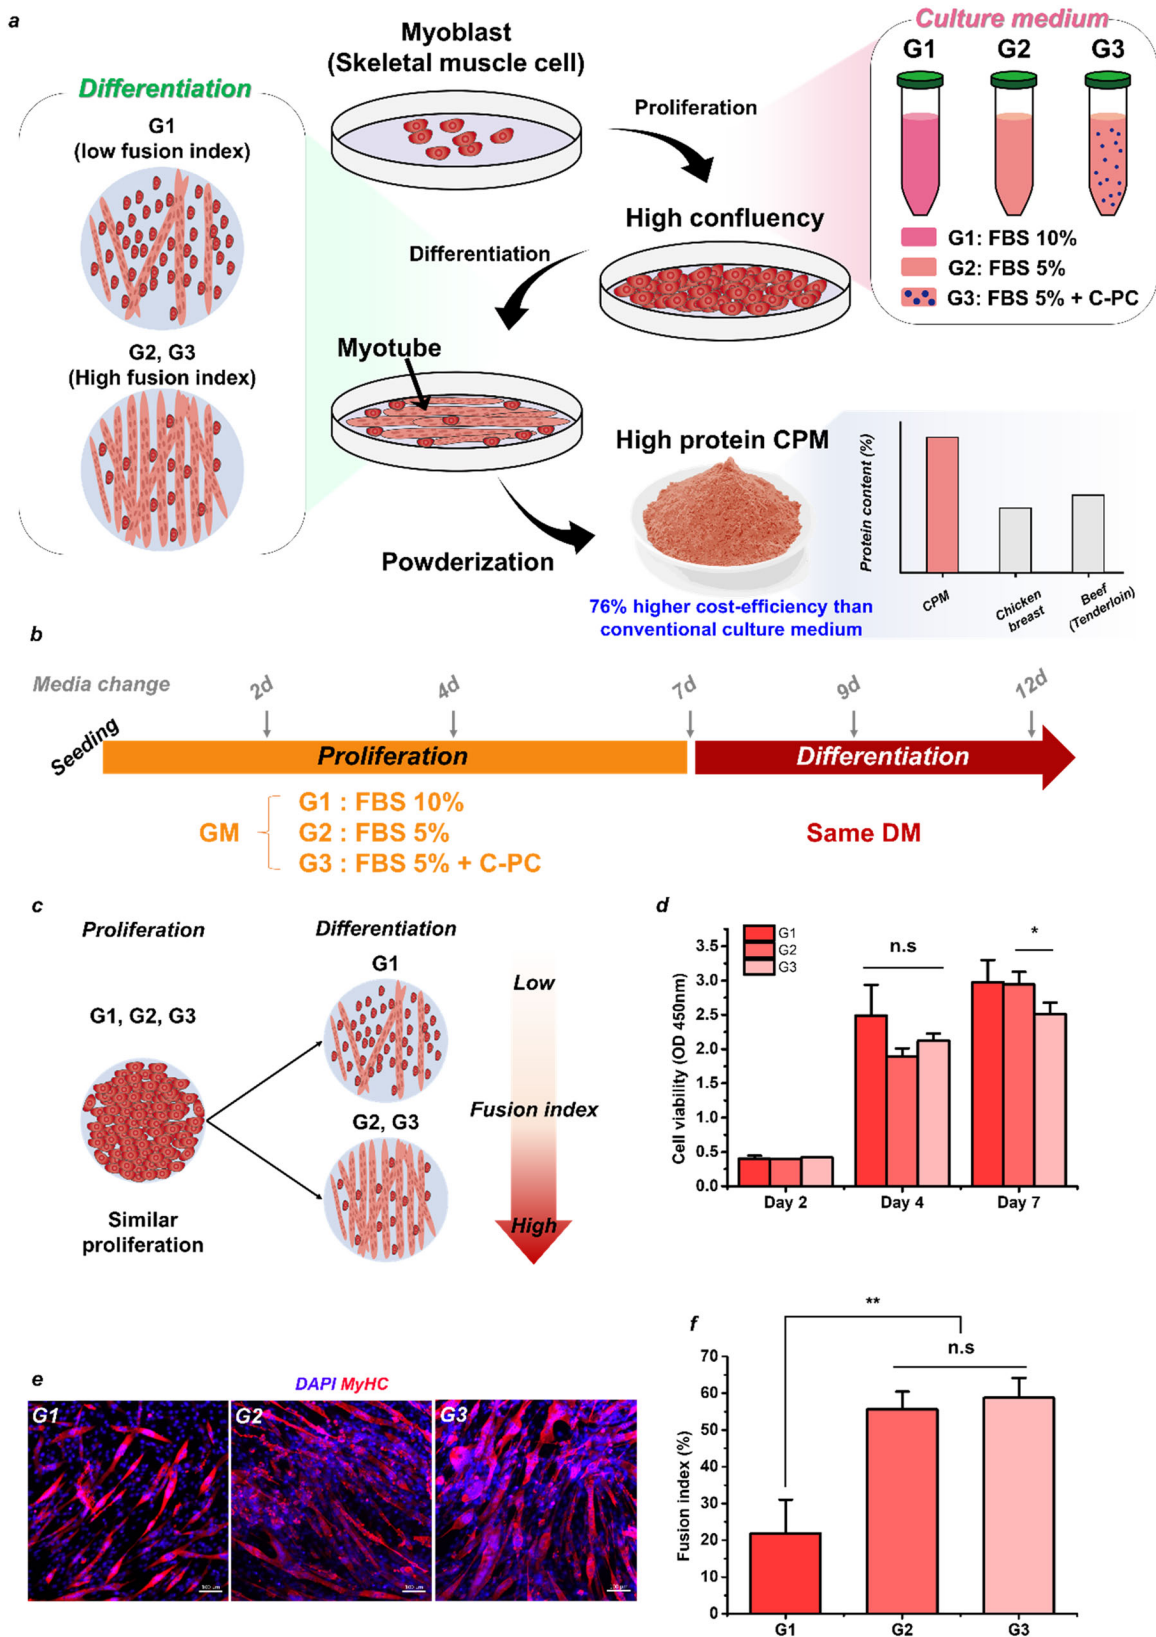 a
Myoblast
(Skeletal muscle cell)
Culture medium
G1 G2 G3
Differentiation
G1
(low fusion index)
Proliferation
High confluency
G1: FBS 10%
G2: FBS 5%
G3: FBS 5% + C-PC
Differentiation
G2, G3
(High fusion index)
Myotube
High protein CPM
Protein content (%)
CPM
Chicken
breast
Beef
(Tenderloin)
Powderization
76% higher cost-efficiency than
conventional culture medium
b
Media change
2d 4d 7d 9d 12d
Seeding
Proliferation
Differentiation
GM
G1 : FBS 10%
G2 : FBS 5%
G3 : FBS 5% + C-PC
Same DM
c
Proliferation
Differentiation
G1
G1, G2, G3
G2, G3
Similar
proliferation
Low
Fusion index
High
d
G1
G2
G3
n.s
*
Cell viability (OD 450nm)
3.5
3.0
2.5
2.0
1.5
1.0
0.5
0.0
Day 2 Day 4 Day 7
e
DAPI MyHC
G1 G2 G3
100 µm
100 µm
100 µm
f
**
n.s
Fusion index (%)
70
60
50
40
30
20
10
0
G1 G2 G3